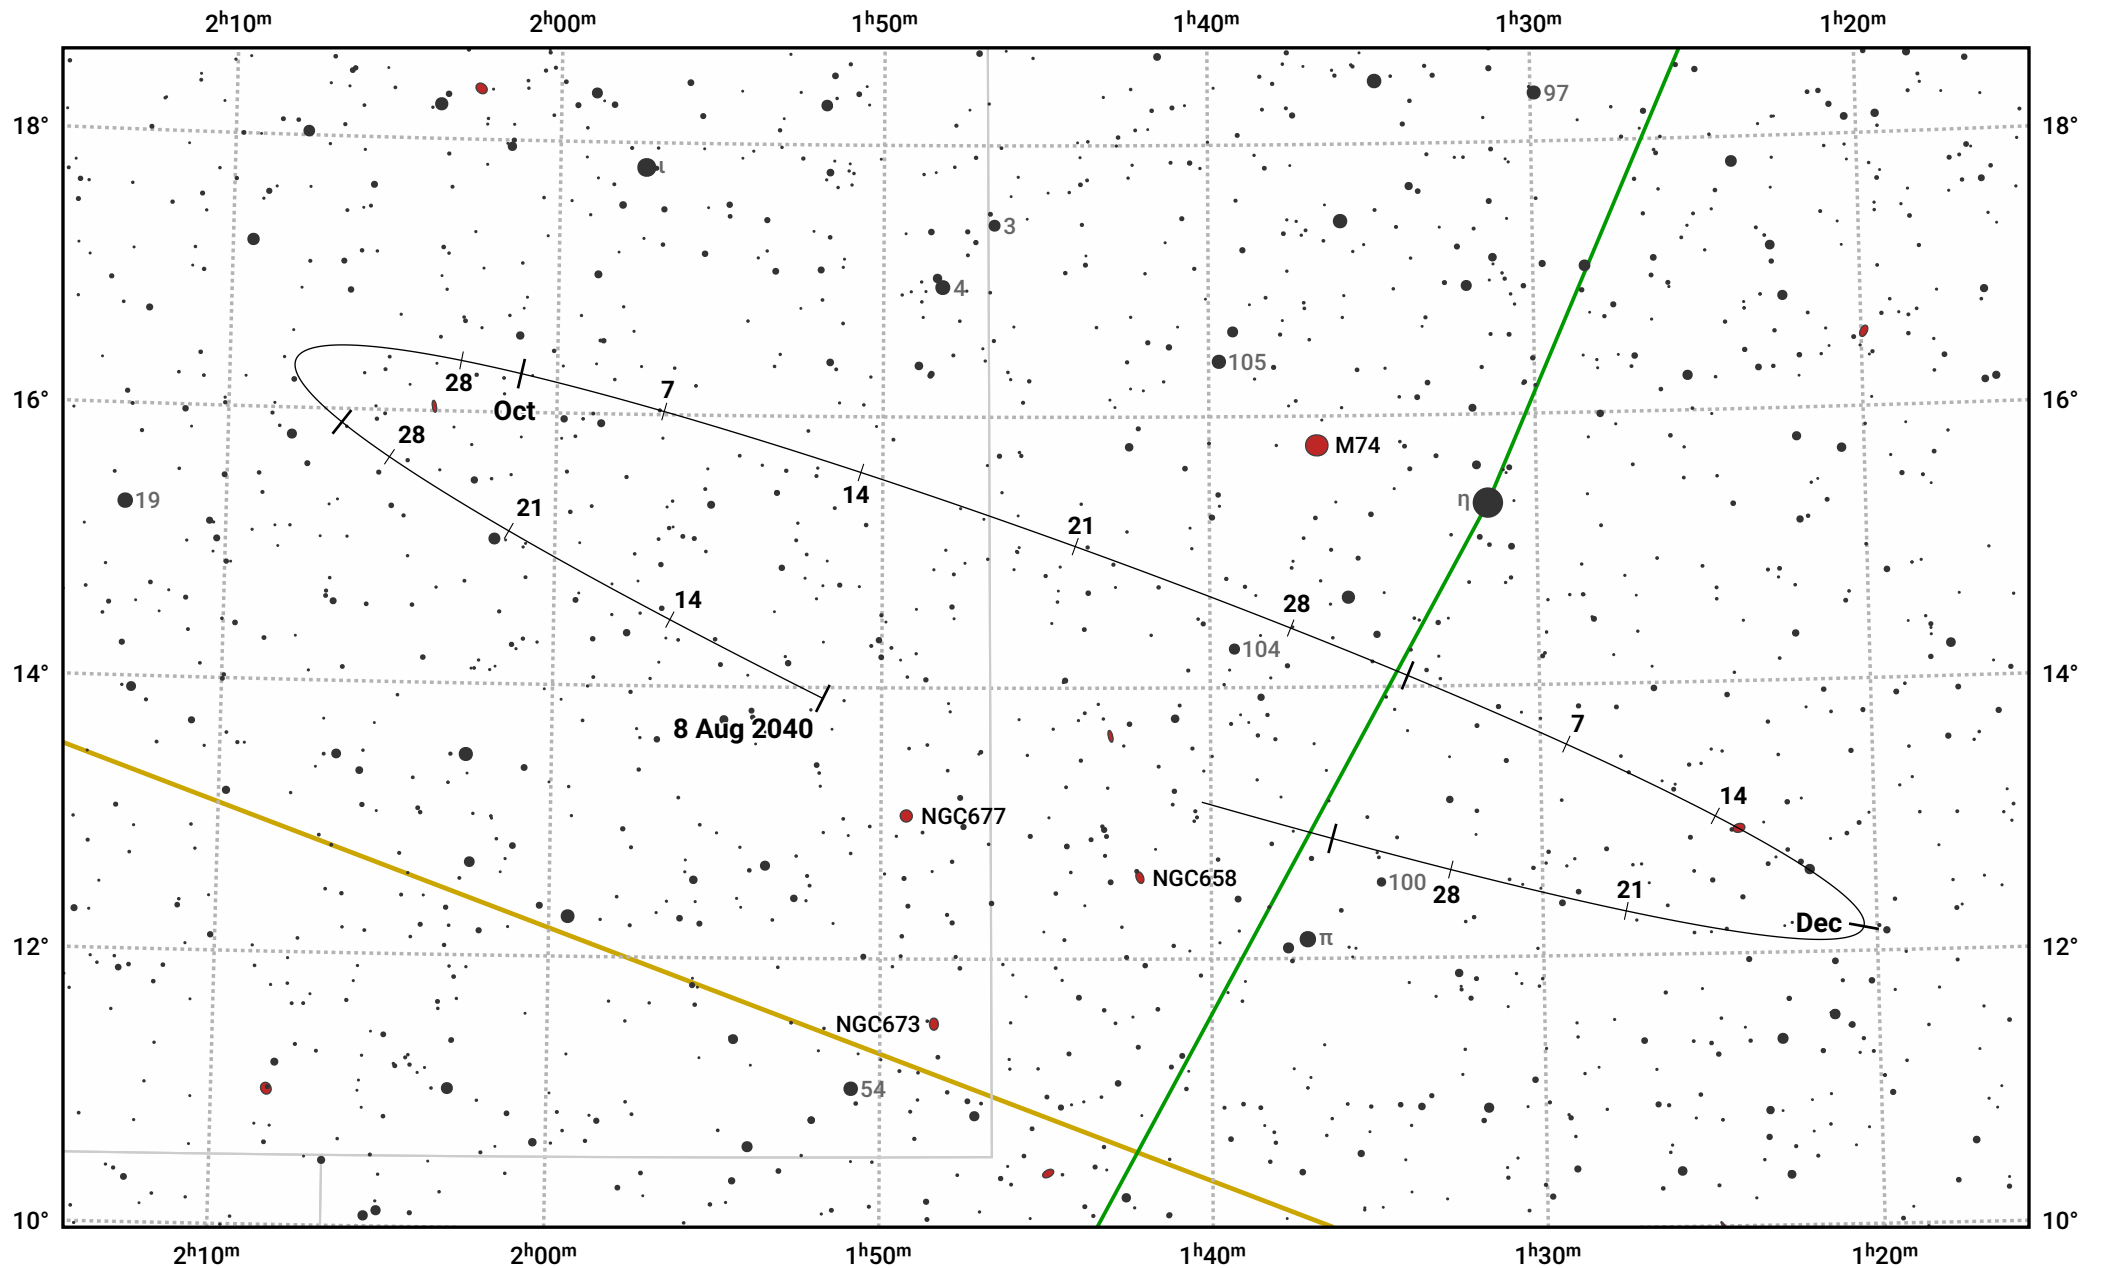 2h10m 2h00m 1h50m 1h40m 1h30m 1h20m
97
18° 18°
ι
3
4
105
28 7
16° Oct 16°
28 M74
14
19 η
21 21
14 28
104
14° 14°
8 Aug 2040 7
14
NGC677
NGC658 100 28 21
Dec
π
12° 12°
NGC673
54
10° 10°
2h10m 2h00m 1h50m 1h40m 1h30m 1h20m